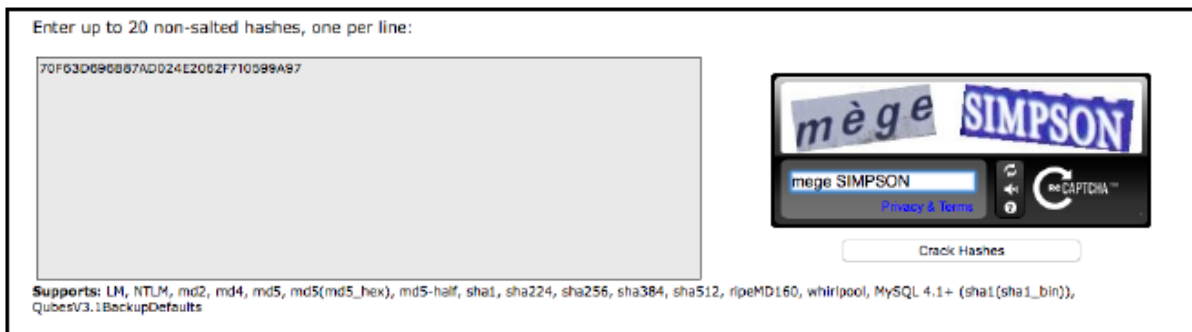 Enter up to 20 non-salted hashes, one per line:
70F63D696887AD024E2062F710599A97
mège SIMPSON
mege SIMPSON
Privacy & Terms
reCAPTCHA™
Crack Hashes
Supports: LM, NTLM, md2, md4, md5, md5(md5_hex), md5-half, sha1, sha224, sha256, sha384, sha512, ripeMD160, whirlpool, MySQL 4.1+ (sha1(sha1_bin)),
QubesV3.1BackupDefaults